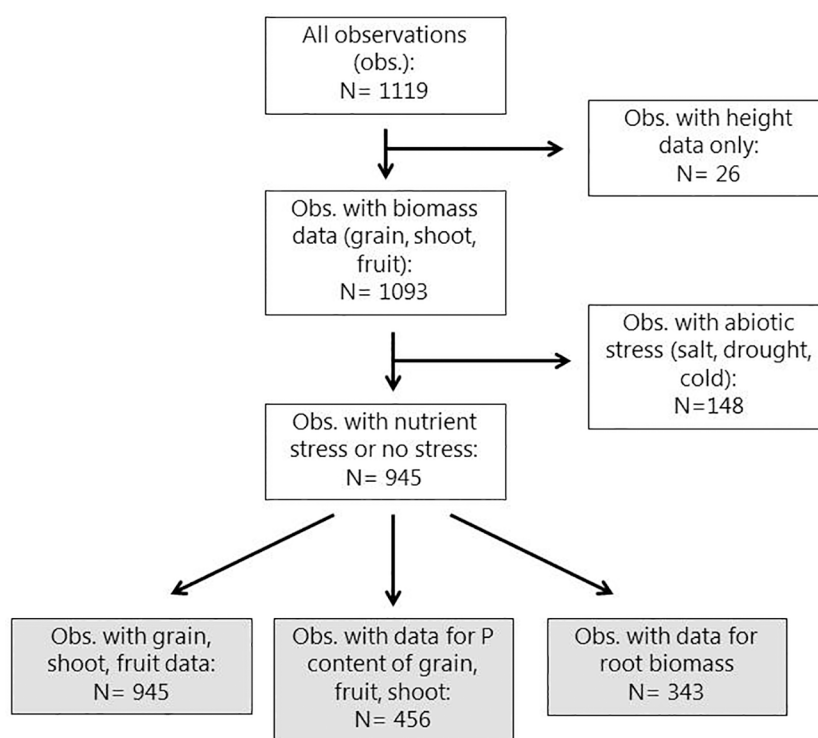 All observations
(obs.):
N= 1119
Obs. with height
data only:
N= 26
Obs. with biomass
data (grain, shoot,
fruit):
N= 1093
Obs. with abiotic
stress (salt, drought,
cold):
N=148
Obs. with nutrient
stress or no stress:
N= 945
Obs. with grain,
shoot, fruit data:
N= 945
Obs. with data for P
content of grain,
fruit, shoot:
N= 456
Obs. with data for
root biomass
N= 343